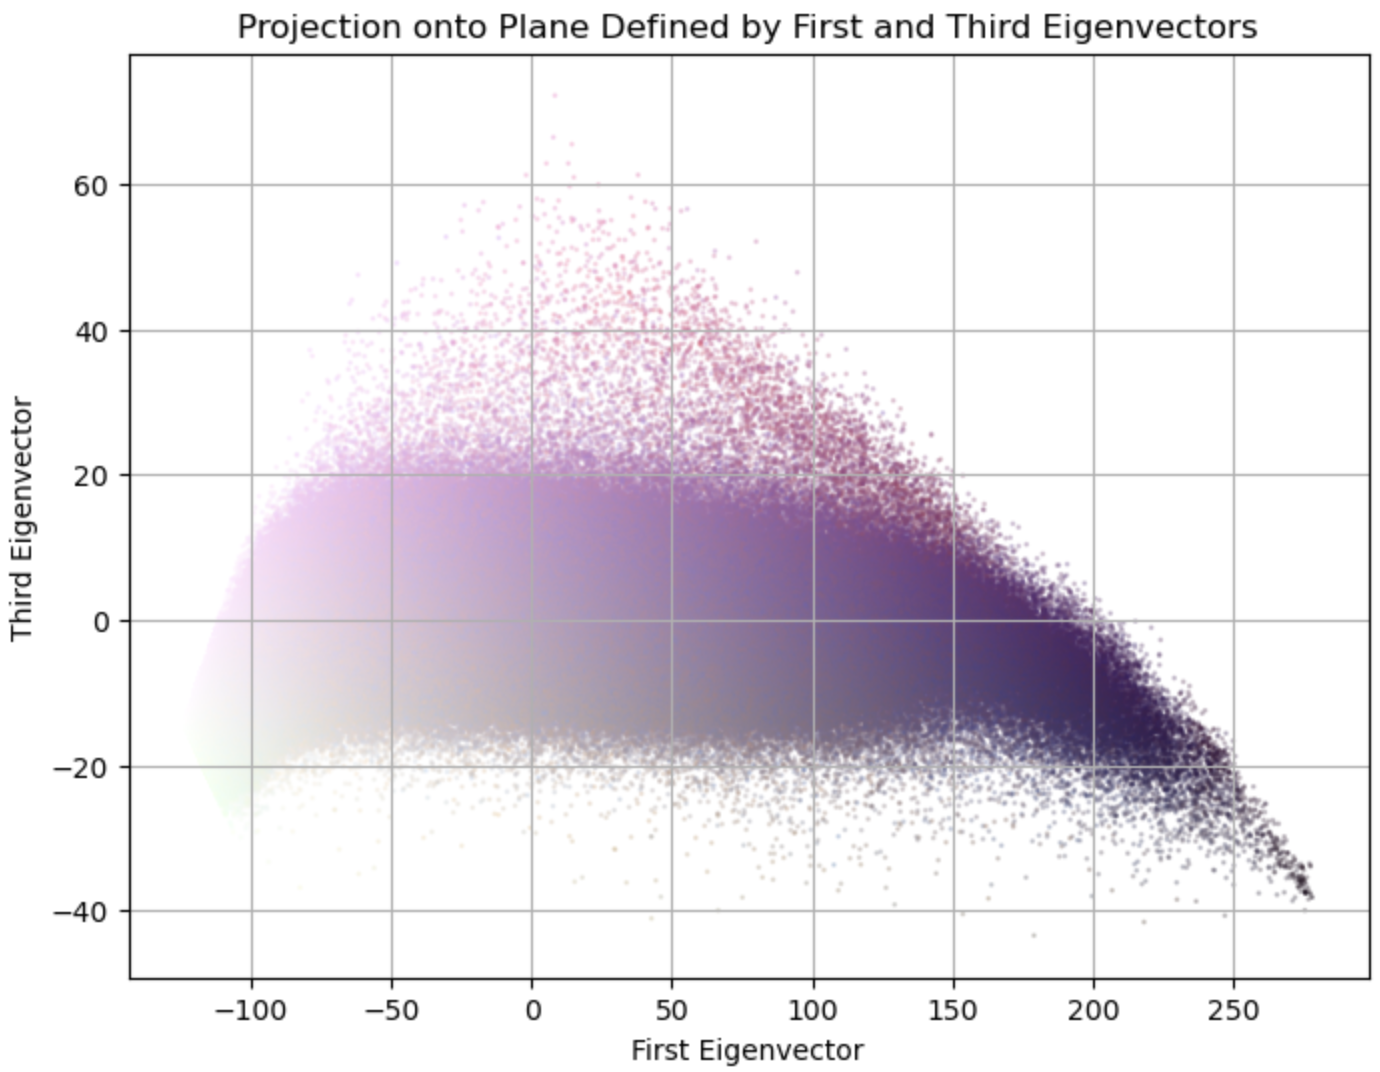 Projection onto Plane Defined by First and Third Eigenvectors
Third Eigenvector
60
40
20
0
−20
−40
−100 −50 0 50 100 150 200 250
First Eigenvector